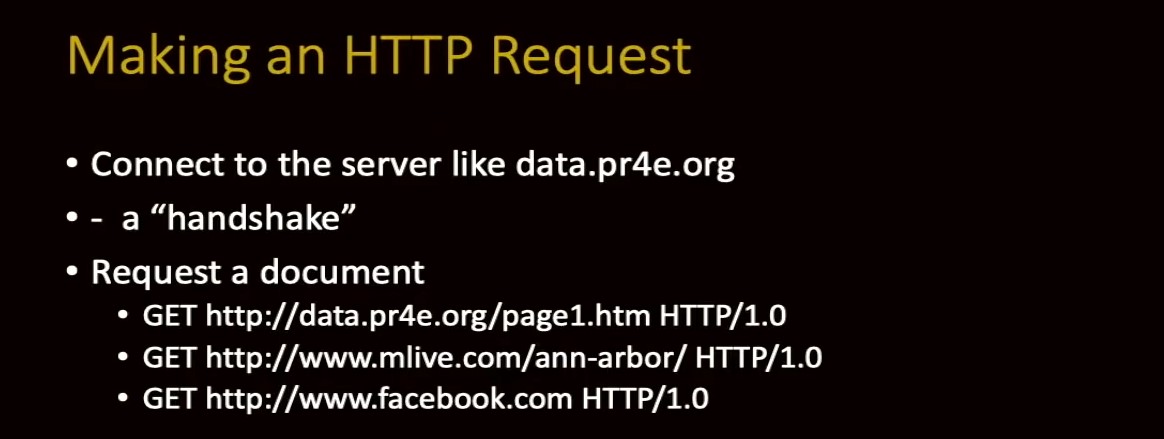 Making an HTTP Request
• Connect to the server like data.pr4e.org
• - a “handshake”
• Request a document
• GET http://data.pr4e.org/page1.htm HTTP/1.0
• GET http://www.mlive.com/ann-arbor/ HTTP/1.0
• GET http://www.facebook.com HTTP/1.0